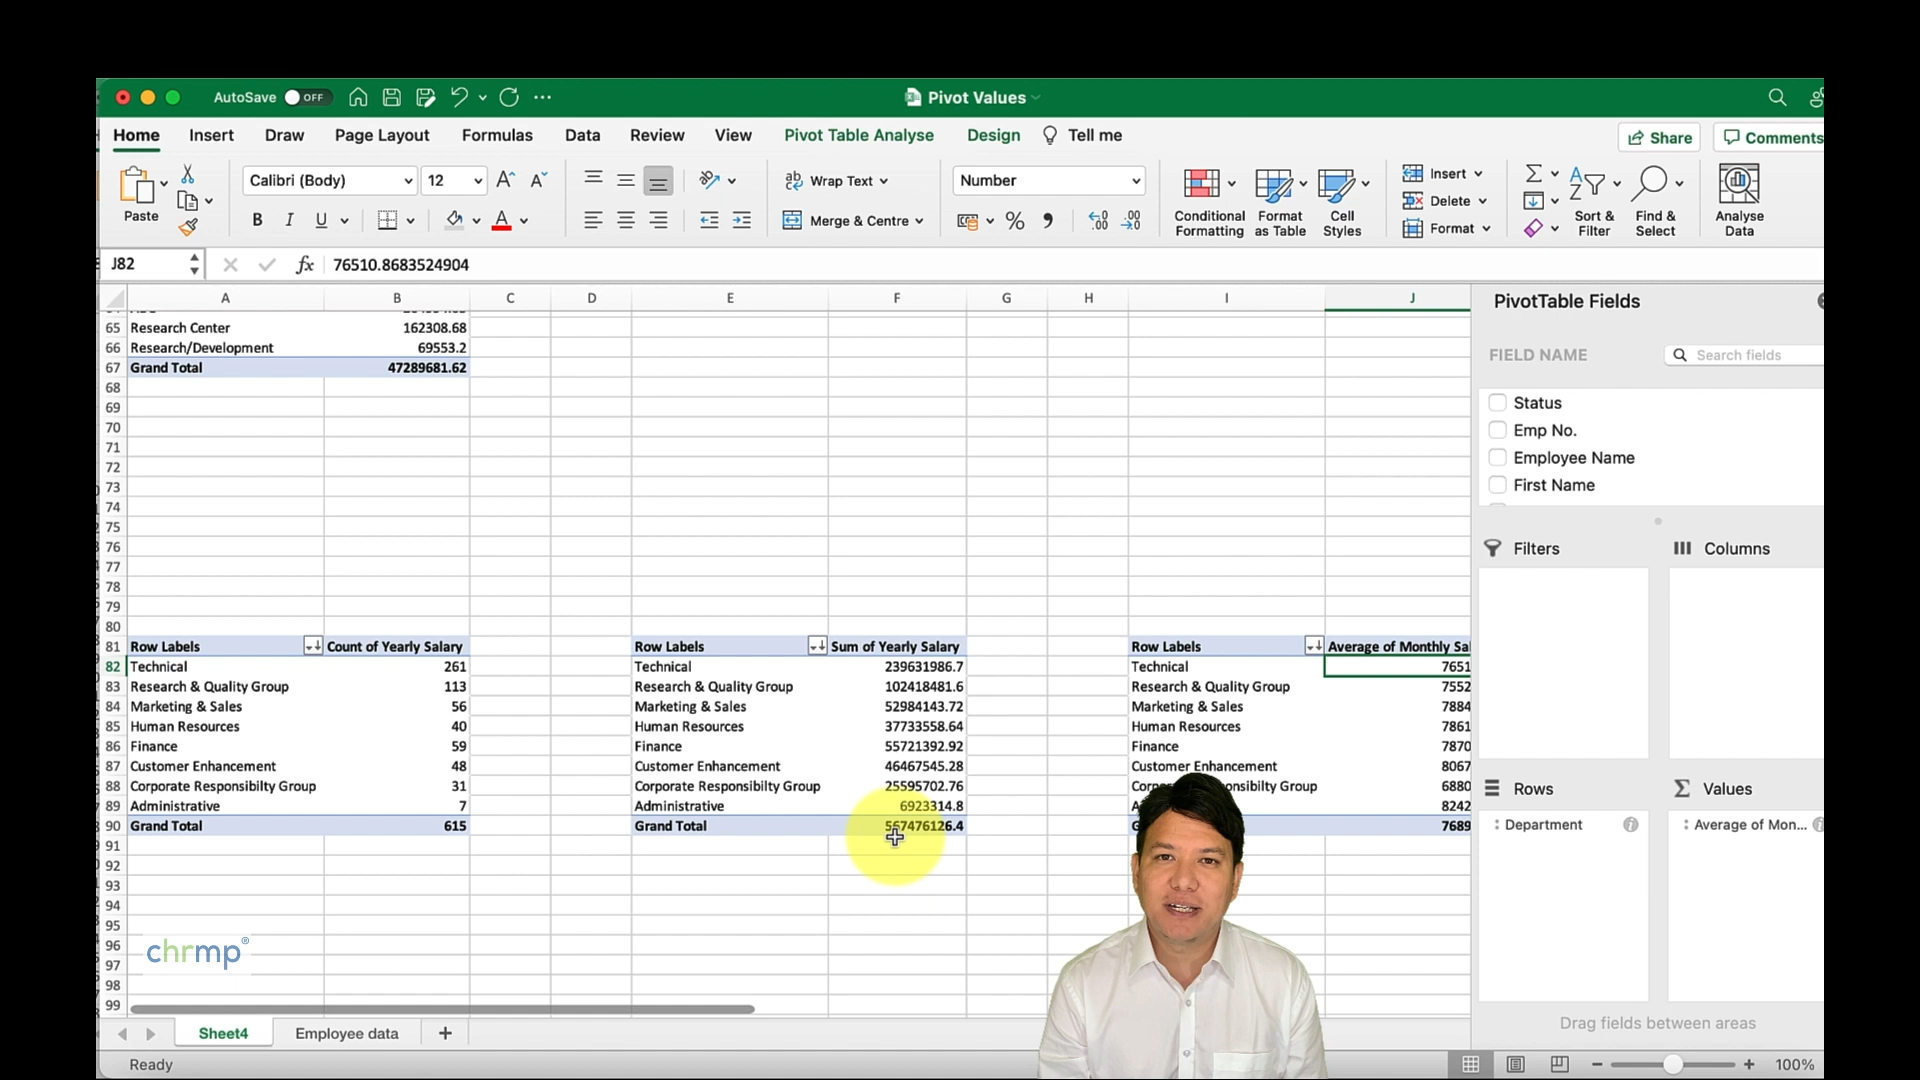 AutoSave OFF Pivot Values
Home Insert Draw Page Layout Formulas Data Review View Pivot Table Analyse Design Tell me Share Comments
Paste Calibri (Body) 12 Wrap Text Number Conditional Formatting Format as Table Cell Styles Insert Sort & Filter Find & Select Analyse Data
B I U Merge & Centre % Delete
Format
J82 fx 76510.8683524904
A B C D E F G H I J
65 Research Center 162308.68
66 Research/Development 69553.2
67 Grand Total 47289681.62
68
69
70
71
72
73
74
75
76
77
78
79
80
81 Row Labels Count of Yearly Salary Row Labels Sum of Yearly Salary Row Labels Average of Monthly Sal
82 Technical 261 Technical 239631986.7 Technical 7651
83 Research & Quality Group 113 Research & Quality Group 102418481.6 Research & Quality Group 7552
84 Marketing & Sales 56 Marketing & Sales 52984143.72 Marketing & Sales 7884
85 Human Resources 40 Human Resources 37733558.64 Human Resources 7861
86 Finance 59 Finance 55721392.92 Finance 7870
87 Customer Enhancement 48 Customer Enhancement 46467545.28 Customer Enhancement 8067
88 Corporate Responsibilty Group 31 Corporate Responsibilty Group 25595702.76 6880
89 Administrative 7 Administrative 6923314.8 8242
90 Grand Total 615 Grand Total 567476126.4 7689
91
92
93
94
95
96
97
98
99
chrmp®
PivotTable Fields
FIELD NAME Search fields
Status
Emp No.
Employee Name
First Name
Filters Columns
Rows Values
Department Average of Mon...
Drag fields between areas
Sheet4 Employee data +
Ready 100%